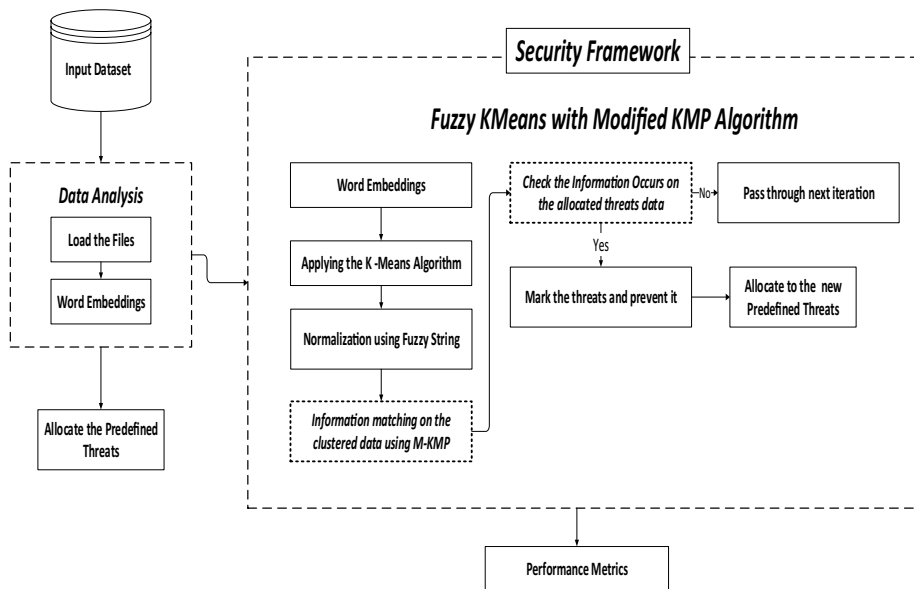 Input Dataset
Data Analysis
Load the Files
Word Embeddings
Allocate the Predefined
Threats
Security Framework
Fuzzy KMeans with Modified KMP Algorithm
Word Embeddings
Applying the K -Means Algorithm
Normalization using Fuzzy String
Information matching on the
clustered data using M-KMP
Check the Information Occurs on
the allocated threats data
No
Pass through next iteration
Yes
Mark the threats and prevent it
Allocate to the new
Predefined Threats
Performance Metrics